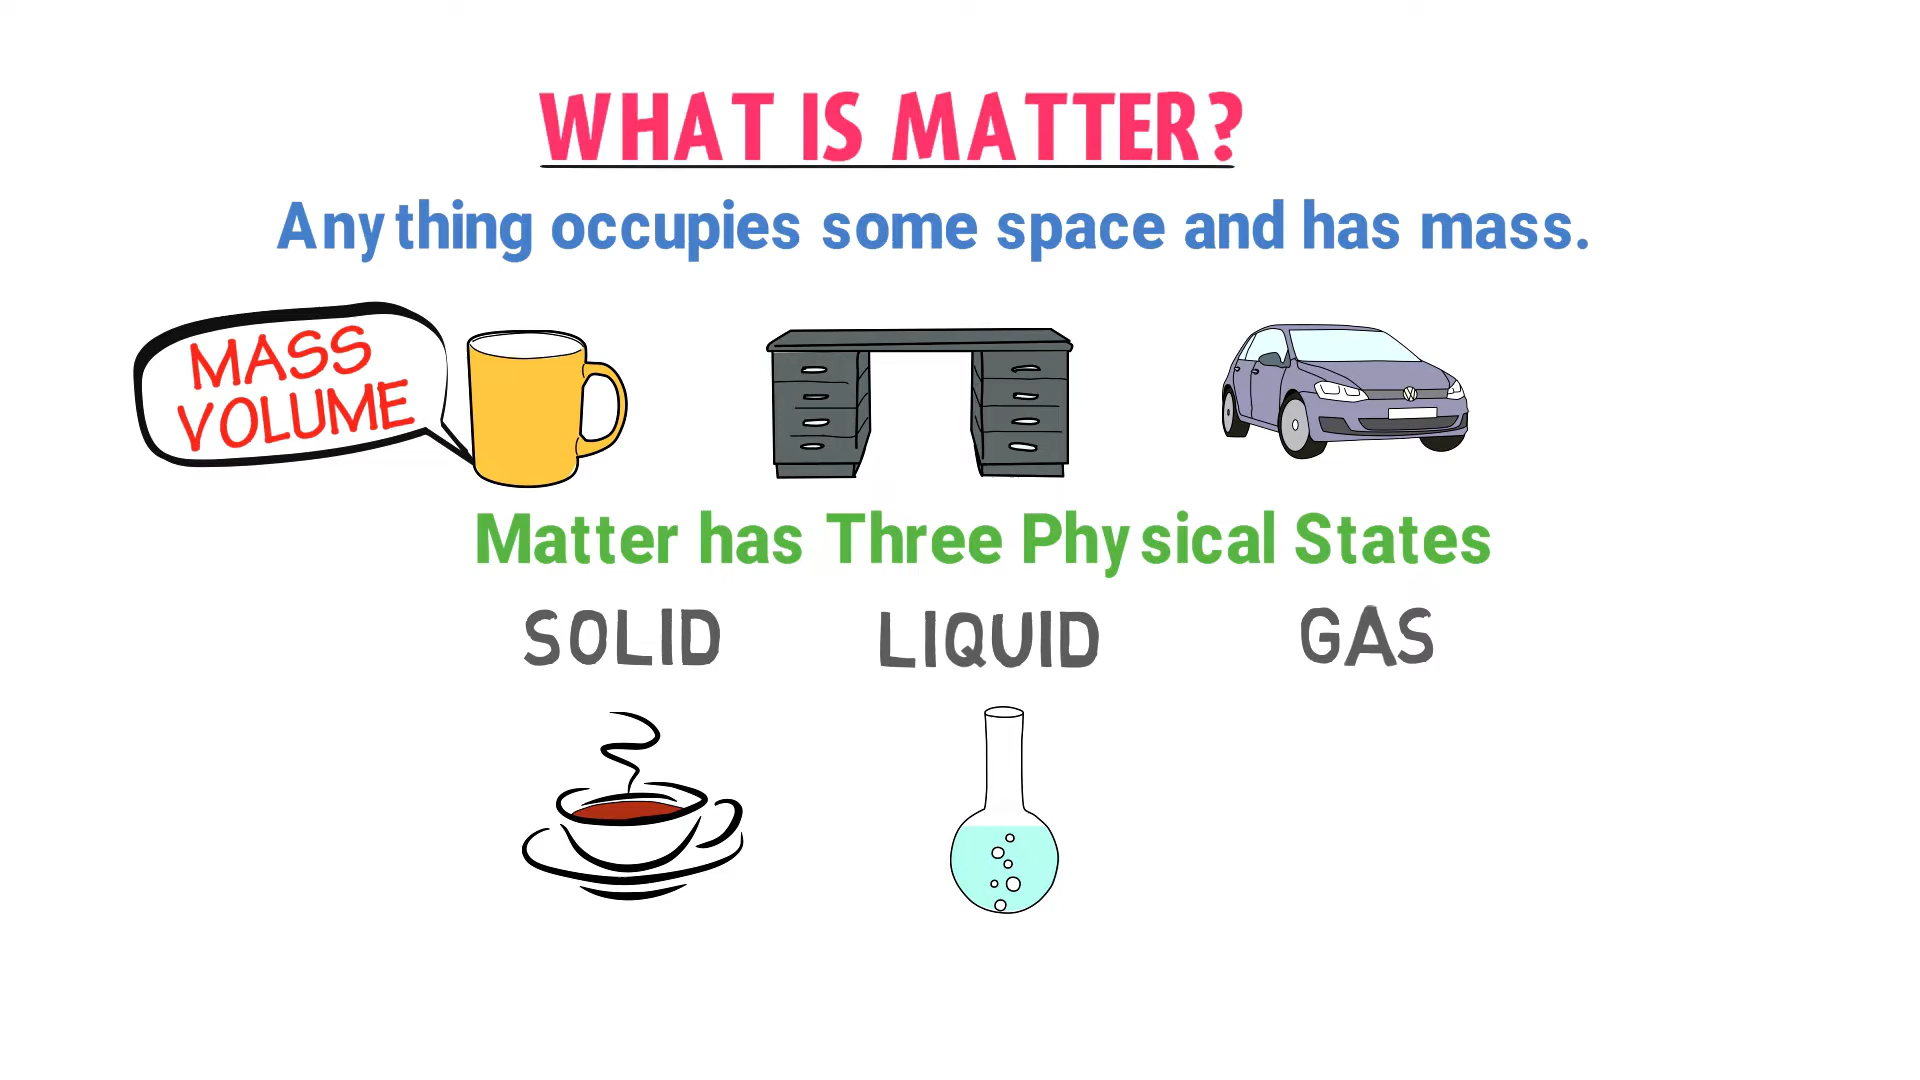 WHAT IS MATTER?
Anything occupies some space and has mass.
MASS
VOLUME
Matter has Three Physical States
SOLID LIQUID GAS